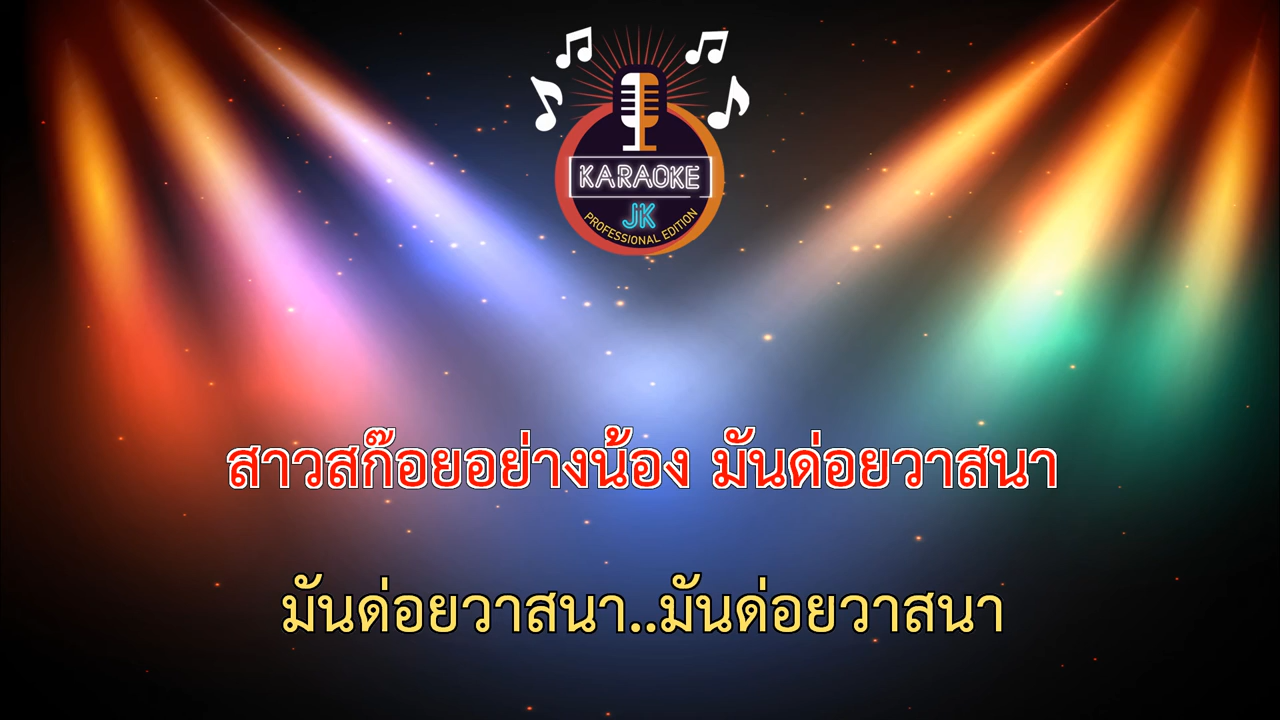 KARAOKE
JK
PROFESSIONAL EDITION
สาวสก๊อยอย่างน้อง มันด่อยวาสนา
มันด่อยวาสนา..มันด่อยวาสนา